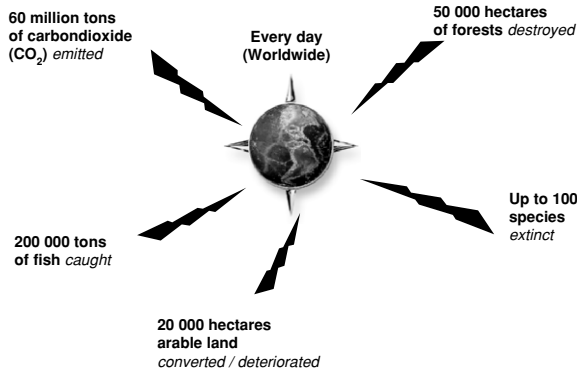 60 million tons
of carbondioxide
(CO₂) emitted
Every day
(Worldwide)
50 000 hectares
of forests destroyed
Up to 100
species
extinct
200 000 tons
of fish caught
20 000 hectares
arable land
converted / deteriorated